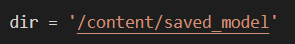 dir = '/content/saved_model'